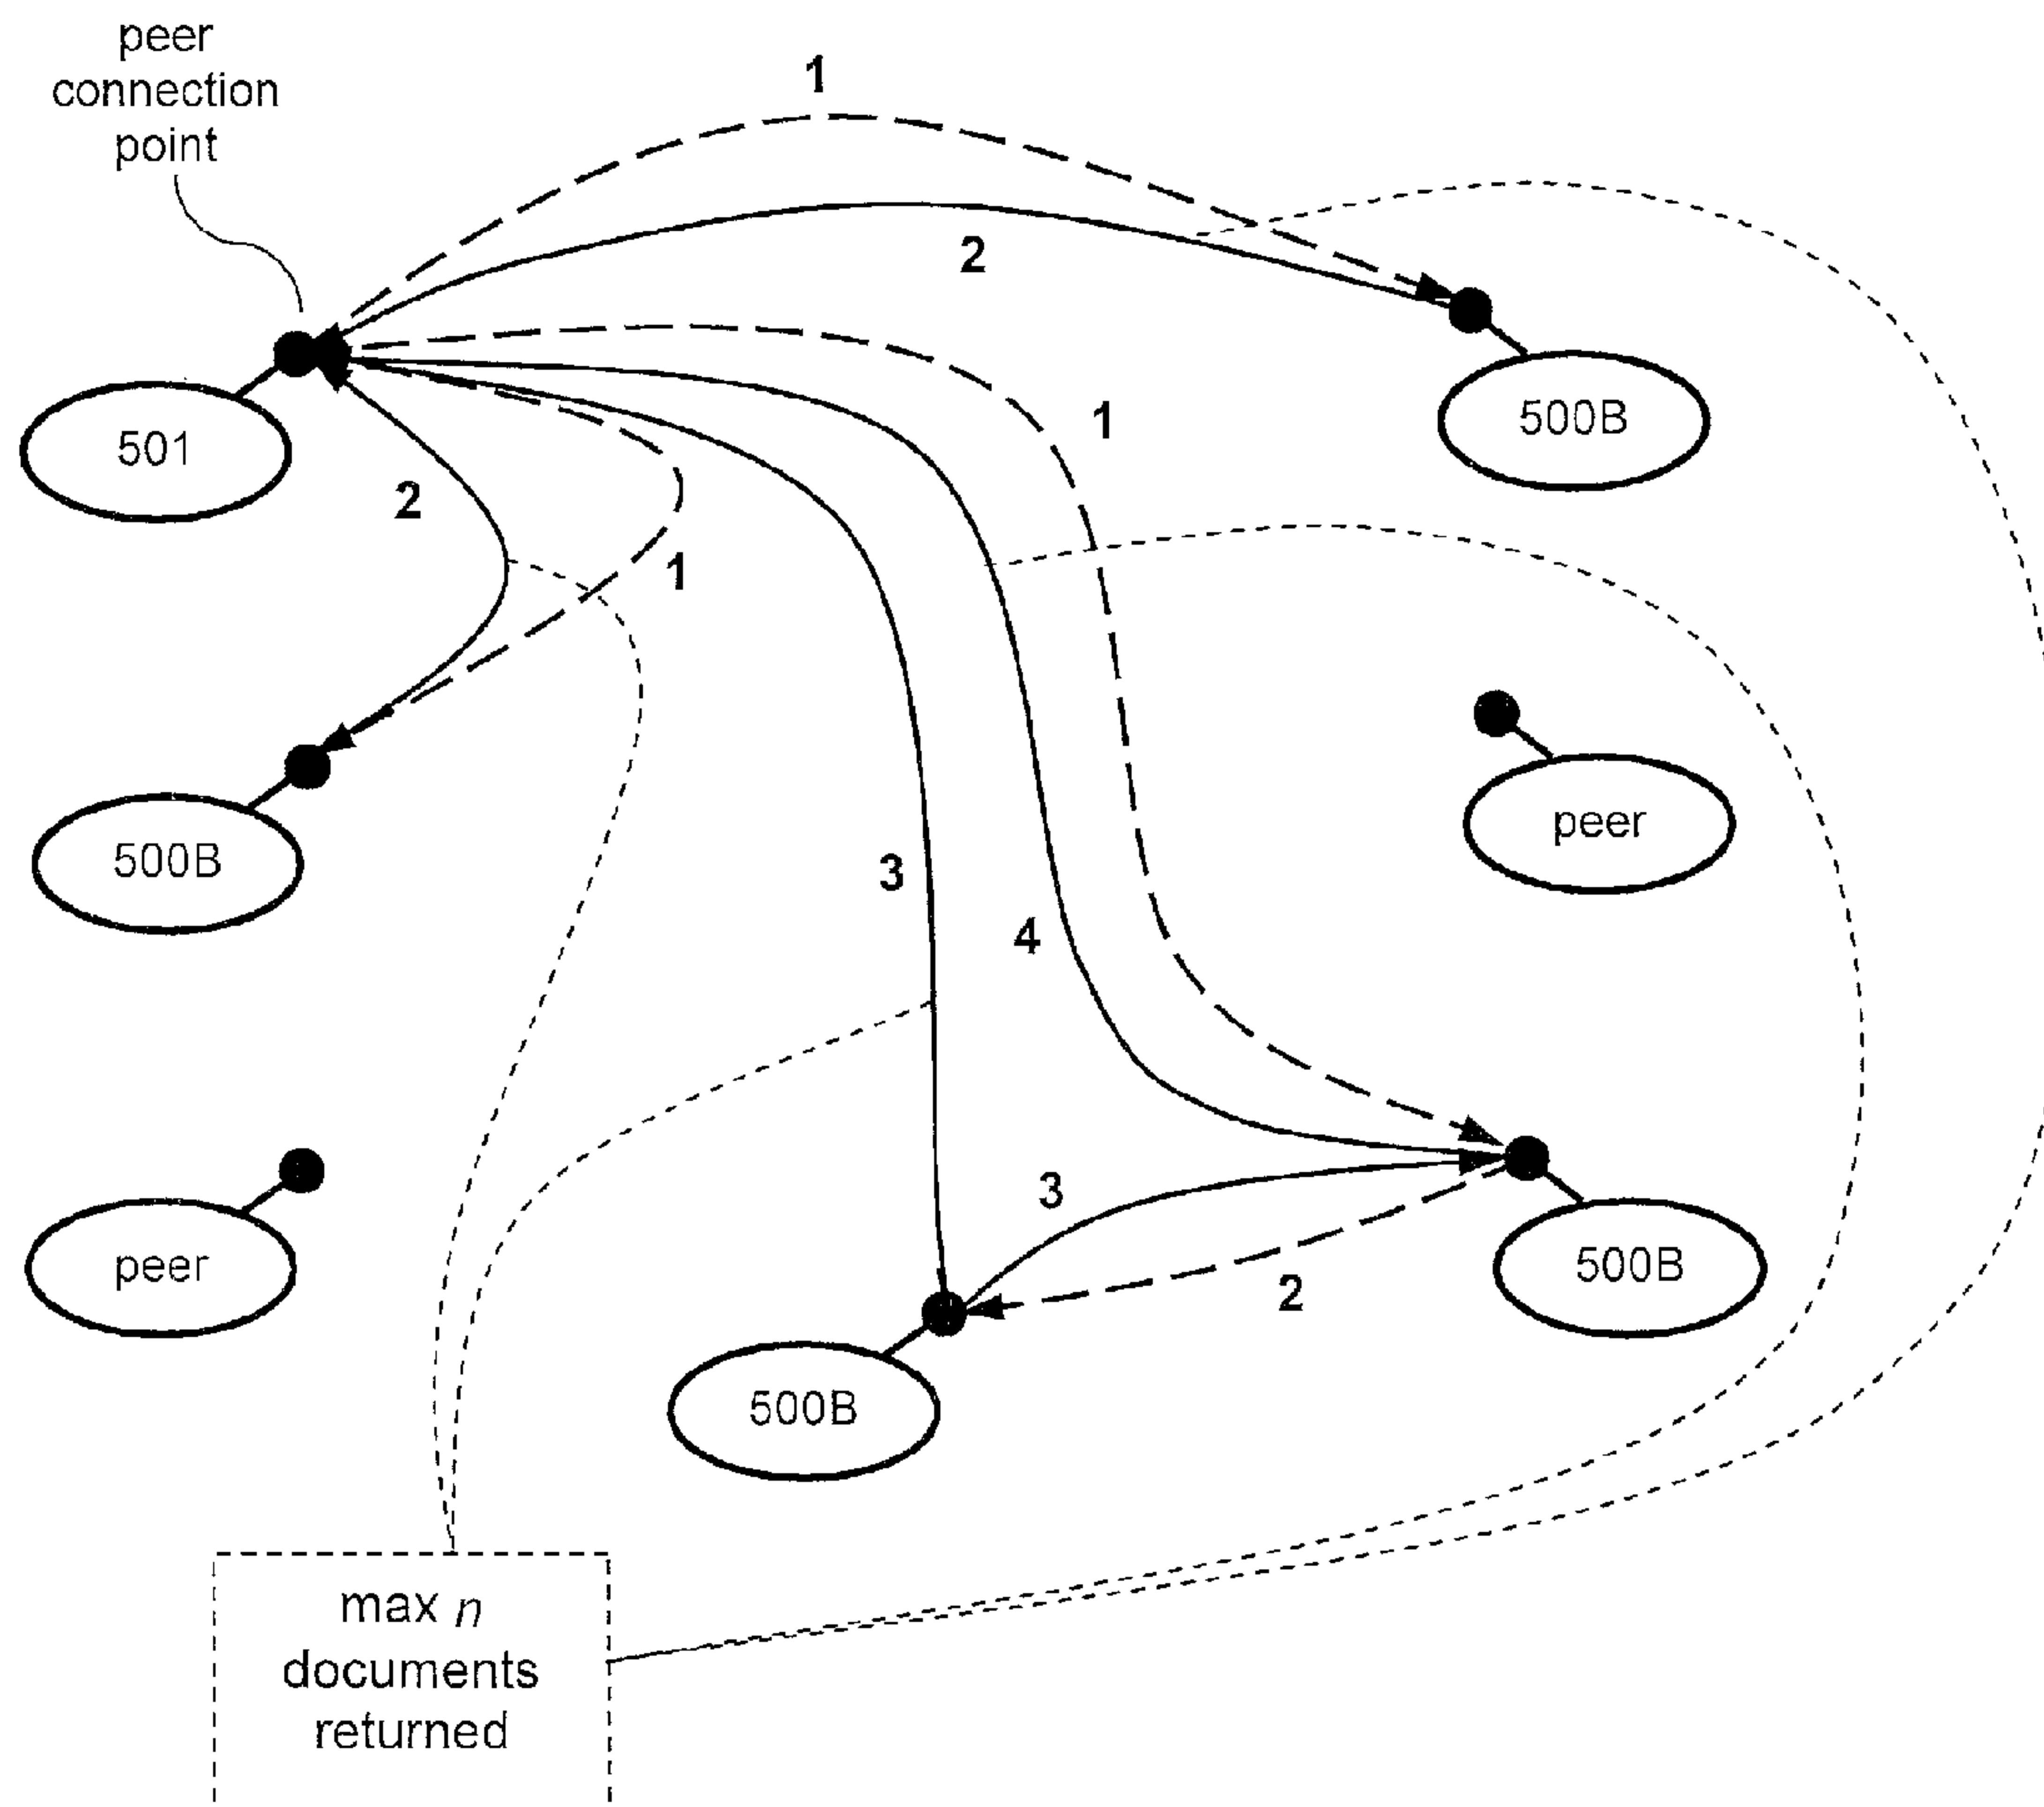 peer
connection
point
1
2
1
501
500B
2
1
500B
peer
3
4
3
peer
500B
2
500B
max n
documents
returned